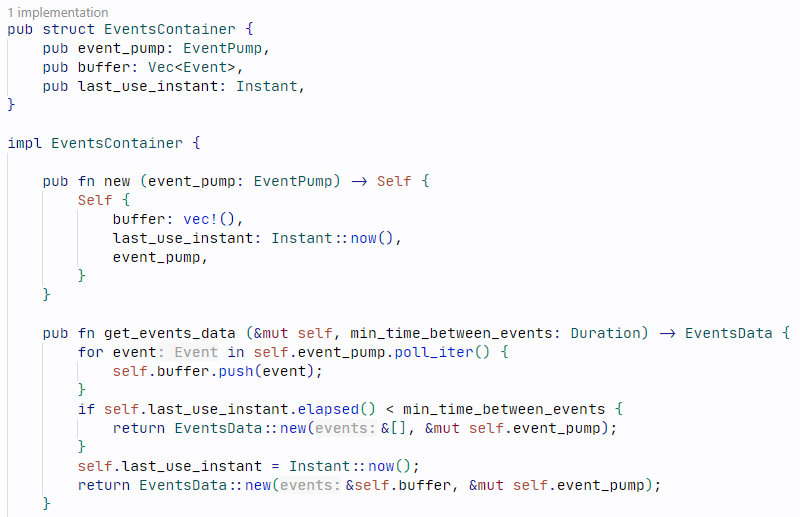 1 implementation
pub struct EventsContainer {
    pub event_pump: EventPump,
    pub buffer: Vec<Event>,
    pub last_use_instant: Instant,
}
impl EventsContainer {
    pub fn new (event_pump: EventPump) -> Self {
        Self {
            buffer: vec!(),
            last_use_instant: Instant::now(),
            event_pump,
        }
    }
    pub fn get_events_data (&mut self, min_time_between_events: Duration) -> EventsData {
        for event: Event in self.event_pump.poll_iter() {
            self.buffer.push(event);
        }
        if self.last_use_instant.elapsed() < min_time_between_events {
            return EventsData::new(events: &[], &mut self.event_pump);
        }
        self.last_use_instant = Instant::now();
        return EventsData::new(events: &self.buffer, &mut self.event_pump);
    }